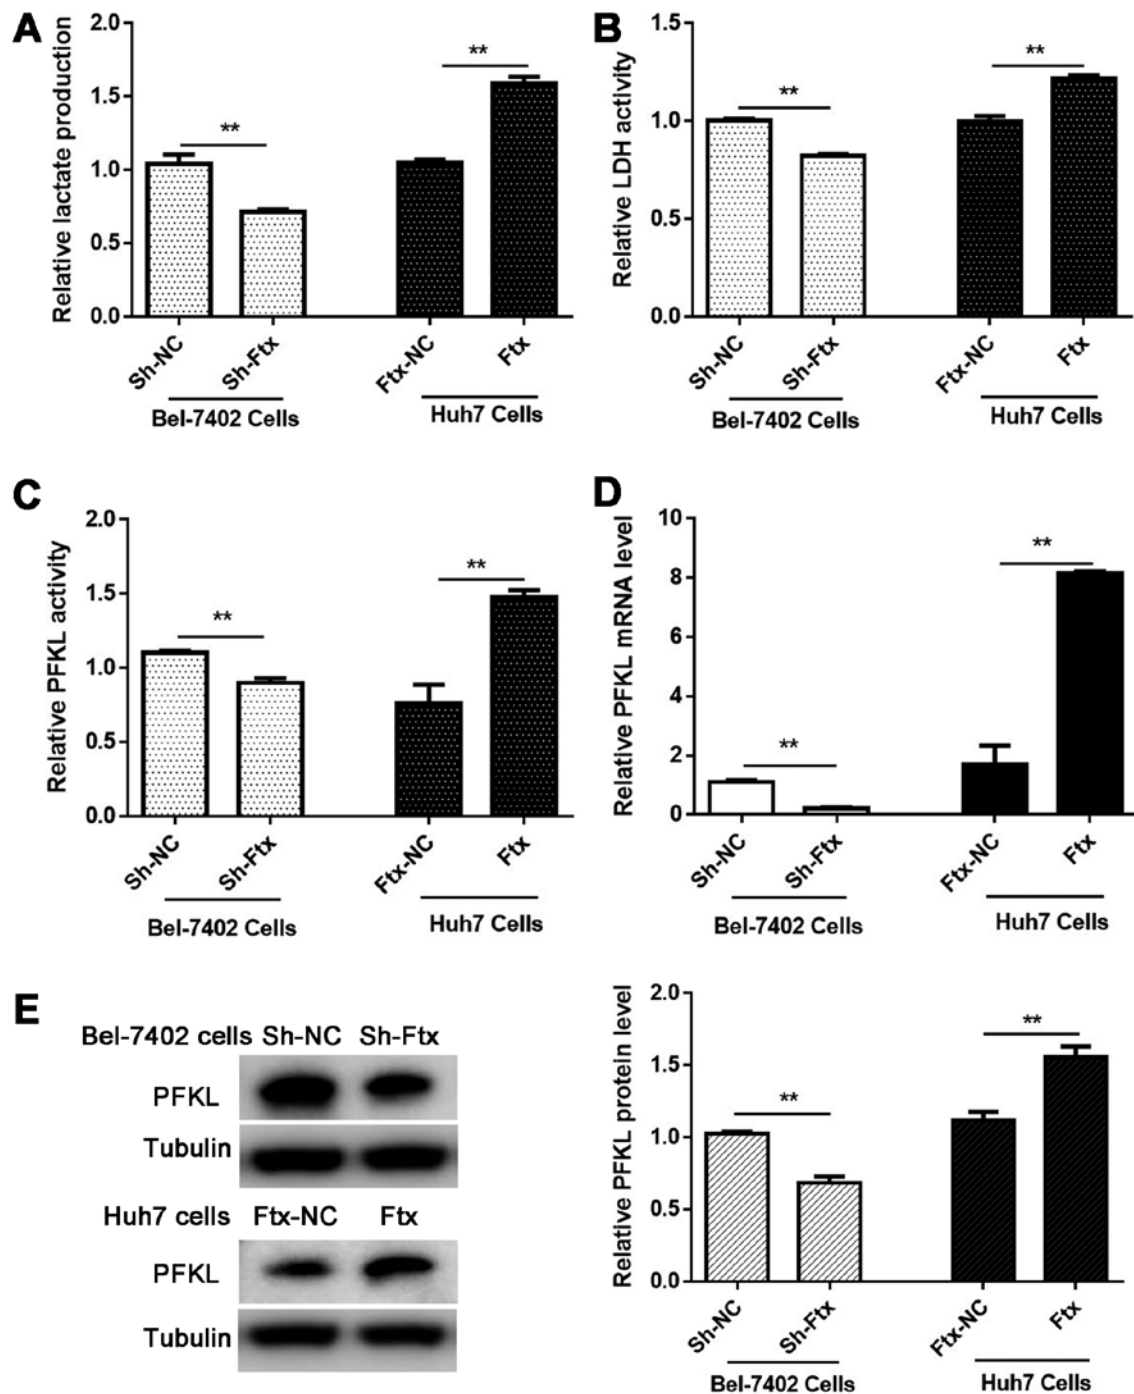 A
Relative lactate production
2.0
1.5
1.0
0.5
0.0
**
**
Sh-NC
Sh-Ftx
Ftx-NC
Ftx
Bel-7402 Cells
Huh7 Cells
B
Relative LDH activity
1.5
1.0
0.5
0.0
**
**
Sh-NC
Sh-Ftx
Ftx-NC
Ftx
Bel-7402 Cells
Huh7 Cells
C
Relative PFKL activity
2.0
1.5
1.0
0.5
0.0
**
**
Sh-NC
Sh-Ftx
Ftx-NC
Ftx
Bel-7402 Cells
Huh7 Cells
D
Relative PFKL mRNA level
10
8
6
4
2
0
**
**
Sh-NC
Sh-Ftx
Ftx-NC
Ftx
Bel-7402 Cells
Huh7 Cells
E
Bel-7402 cells Sh-NC Sh-Ftx
PFKL
Tubulin
Huh7 cells Ftx-NC Ftx
PFKL
Tubulin
Relative PFKL protein level
2.0
1.5
1.0
0.5
0.0
**
**
Sh-NC
Sh-Ftx
Ftx-NC
Ftx
Bel-7402 Cells
Huh7 Cells